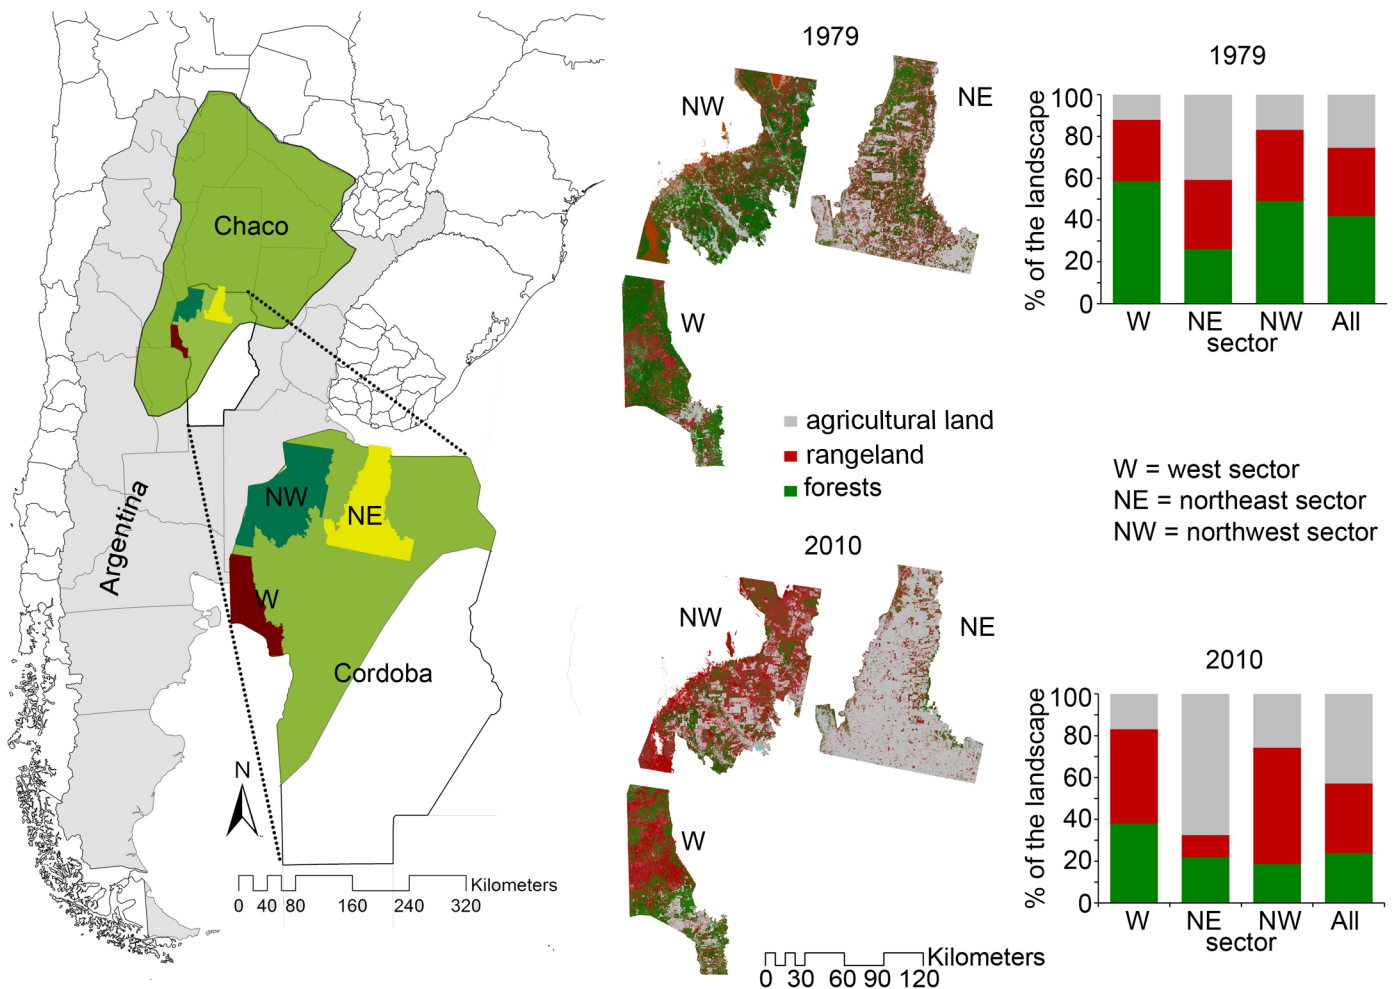 Chaco
Argentina
NW
NE
W
Cordoba
N
Kilometers
0 40 80 160 240 320
1979
NW
NE
W
agricultural land
rangeland
forests
2010
NW
NE
W
Kilometers
0 30 60 90 120
1979
% of the landscape
100
80
60
40
20
0
W NE NW All
sector
W = west sector
NE = northeast sector
NW = northwest sector
2010
% of the landscape
100
80
60
40
20
0
W NE NW All
sector